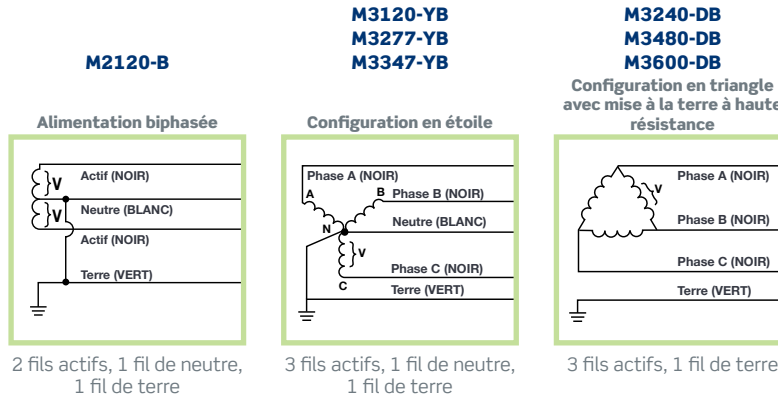 M2120-B
Alimentation biphasée
V
Actif (NOIR)
V
Neutre (BLANC)
Actif (NOIR)
Terre (VERT)
2 fils actifs, 1 fil de neutre,
1 fil de terre
M3120-YB
M3277-YB
M3347-YB
Configuration en étoile
Phase A (NOIR)
A
B
Phase B (NOIR)
N
Neutre (BLANC)
V
Phase C (NOIR)
C
Terre (VERT)
3 fils actifs, 1 fil de neutre,
1 fil de terre
M3240-DB
M3480-DB
M3600-DB
Configuration en triangle
avec mise à la terre à haute
résistance
Phase A (NOIR)
V
Phase B (NOIR)
Phase C (NOIR)
Terre (VERT)
3 fils actifs, 1 fil de terre